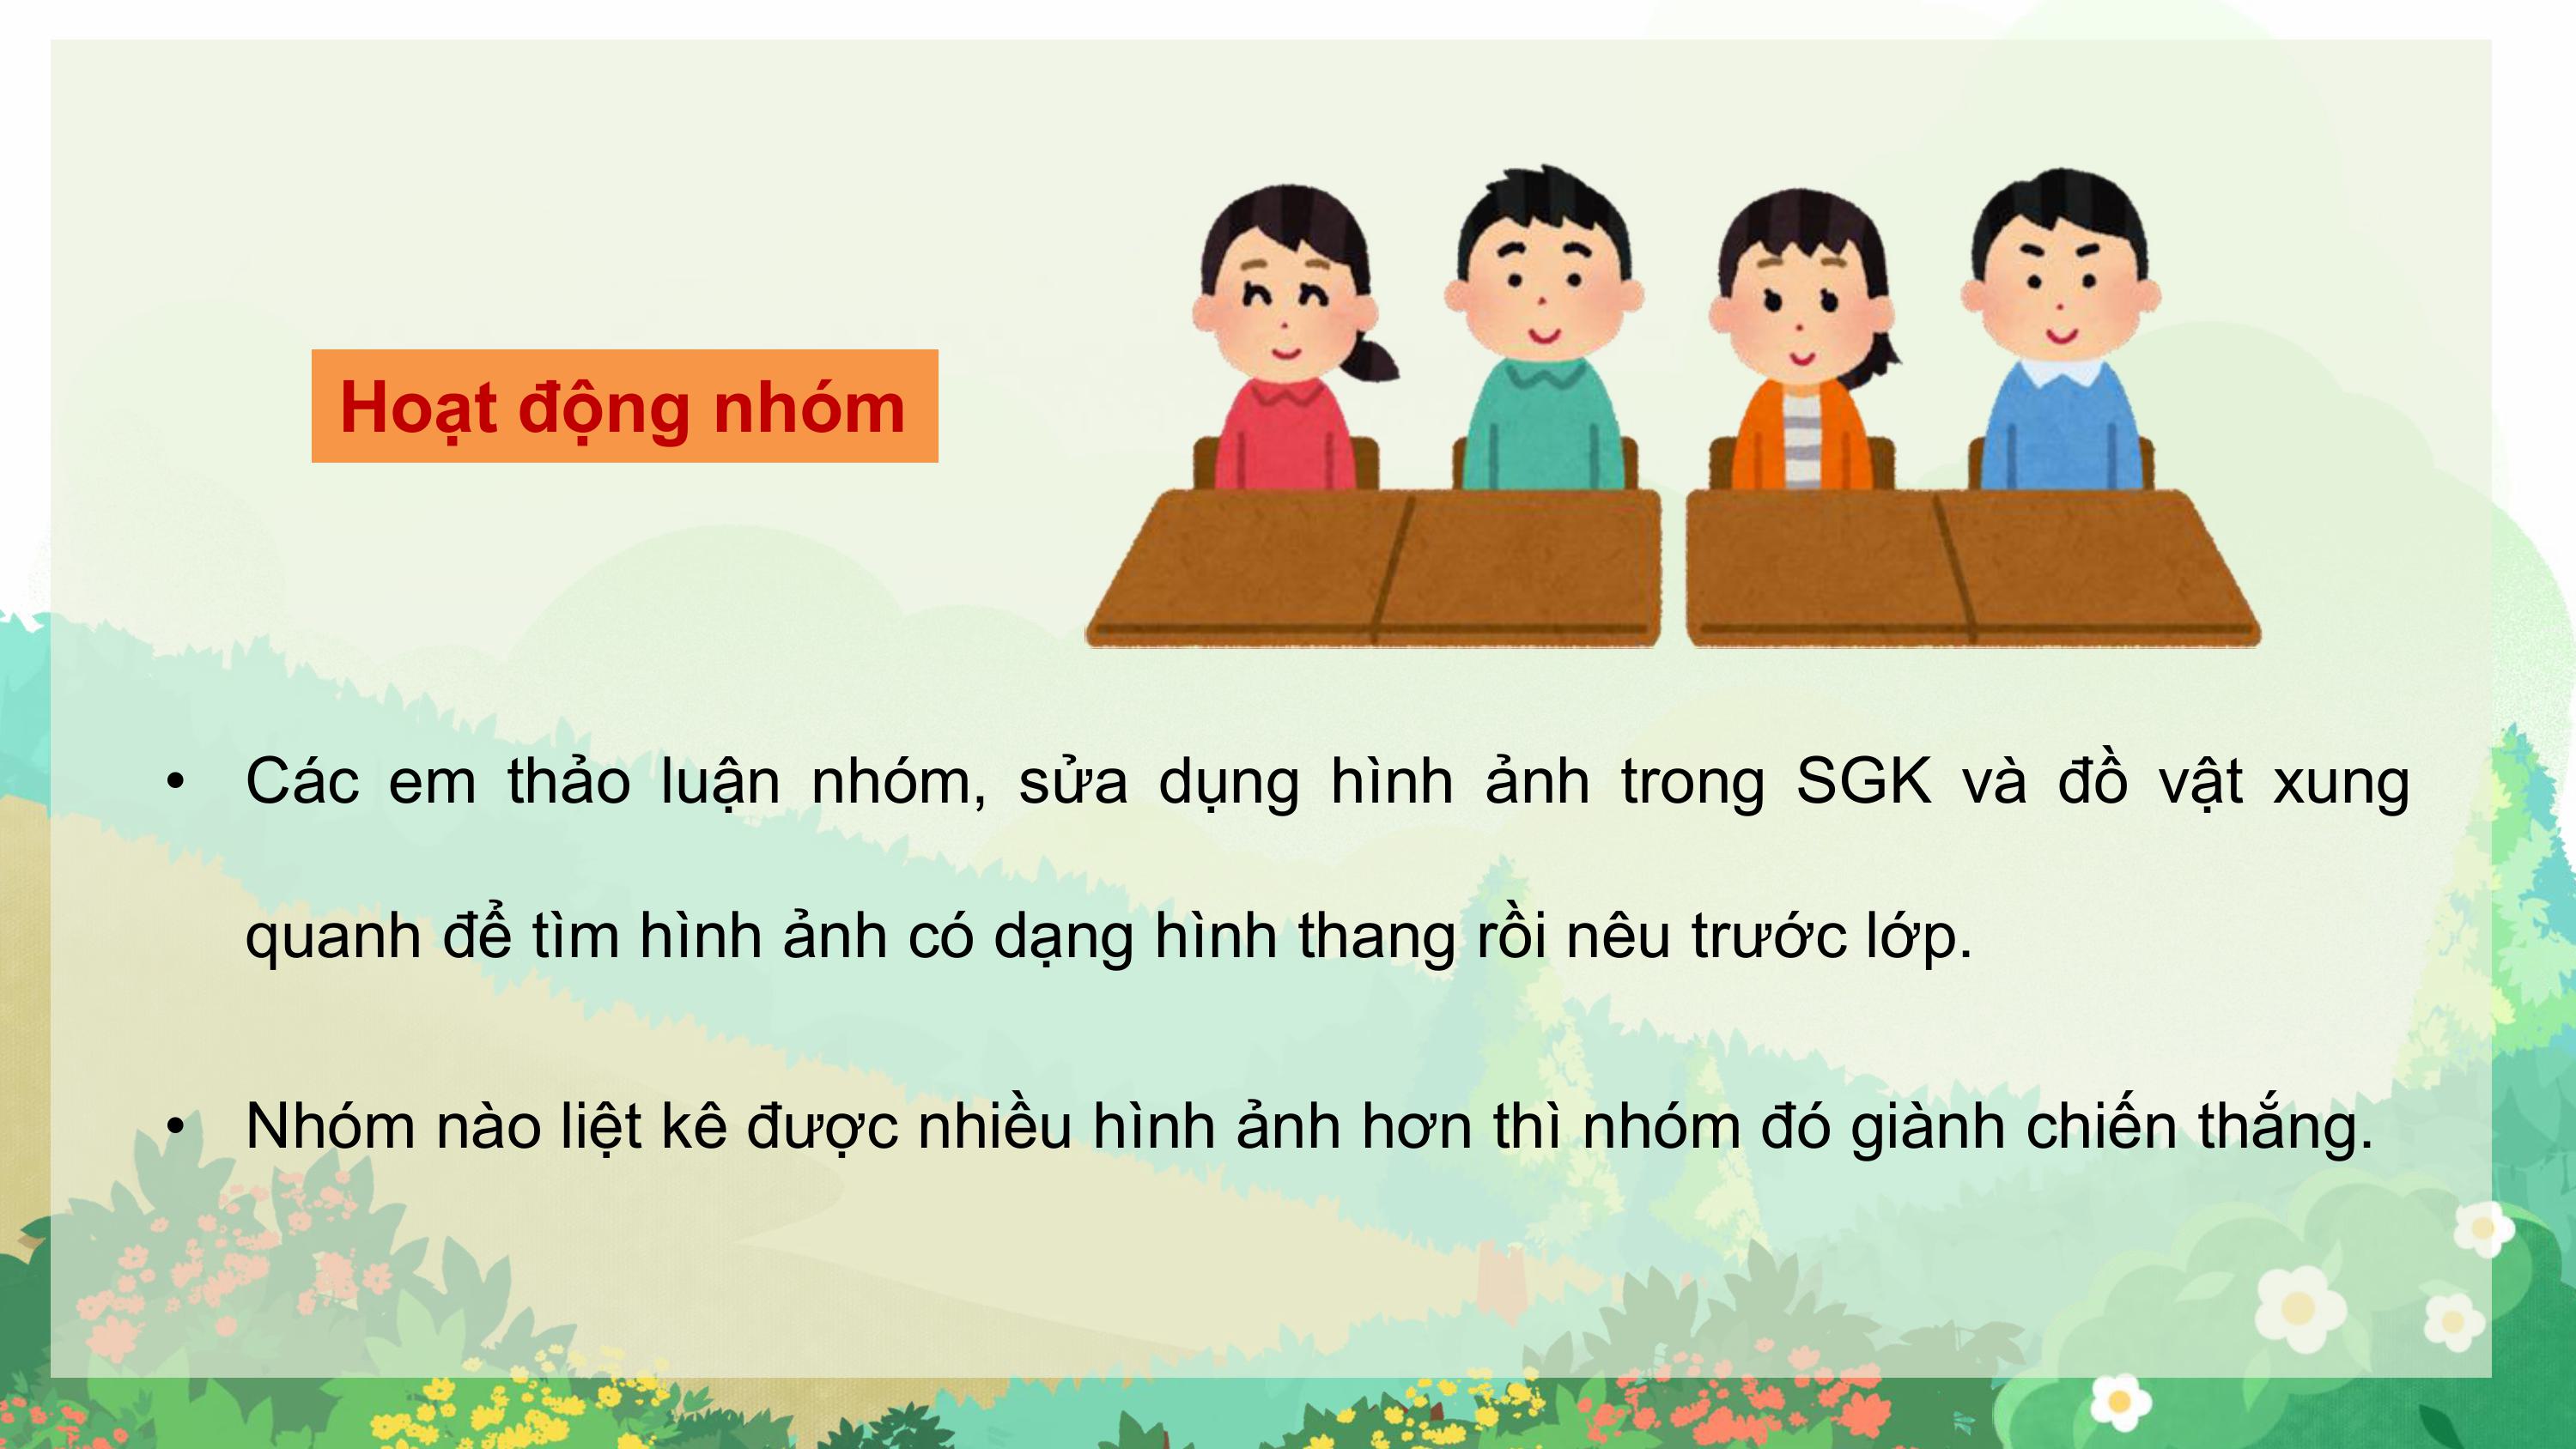 Hoạt động nhóm
• Các em thảo luận nhóm, sửa dụng hình ảnh trong SGK và đồ vật xung
quanh để tìm hình ảnh có dạng hình thang rồi nêu trước lớp.
• Nhóm nào liệt kê được nhiều hình ảnh hơn thì nhóm đó giành chiến thắng.